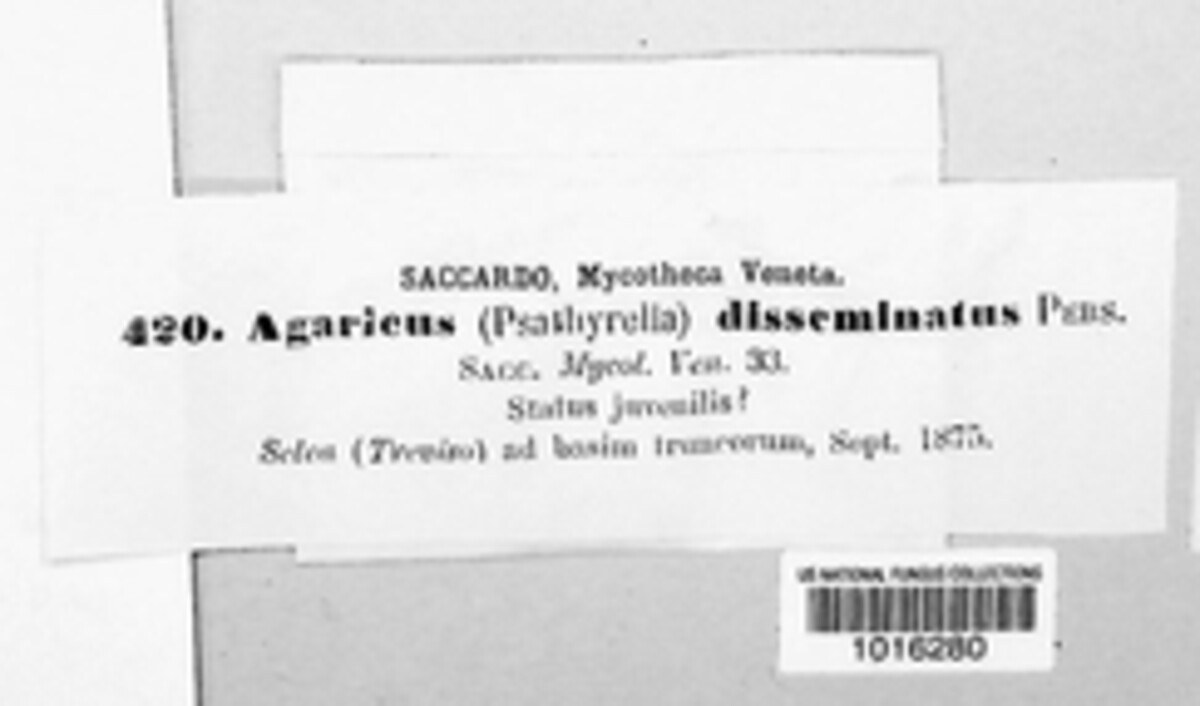 SACCARDO, Mycotheca Veneta.
420. Agaricus (Psathyrella) disseminatus PERS.
SACC. Mycol. Ven. 33.
Status juvenilis?
Selva (Treviso) ad basim truncorum, Sept. 1875.
US NATIONAL FUNGUS COLLECTIONS
1016280